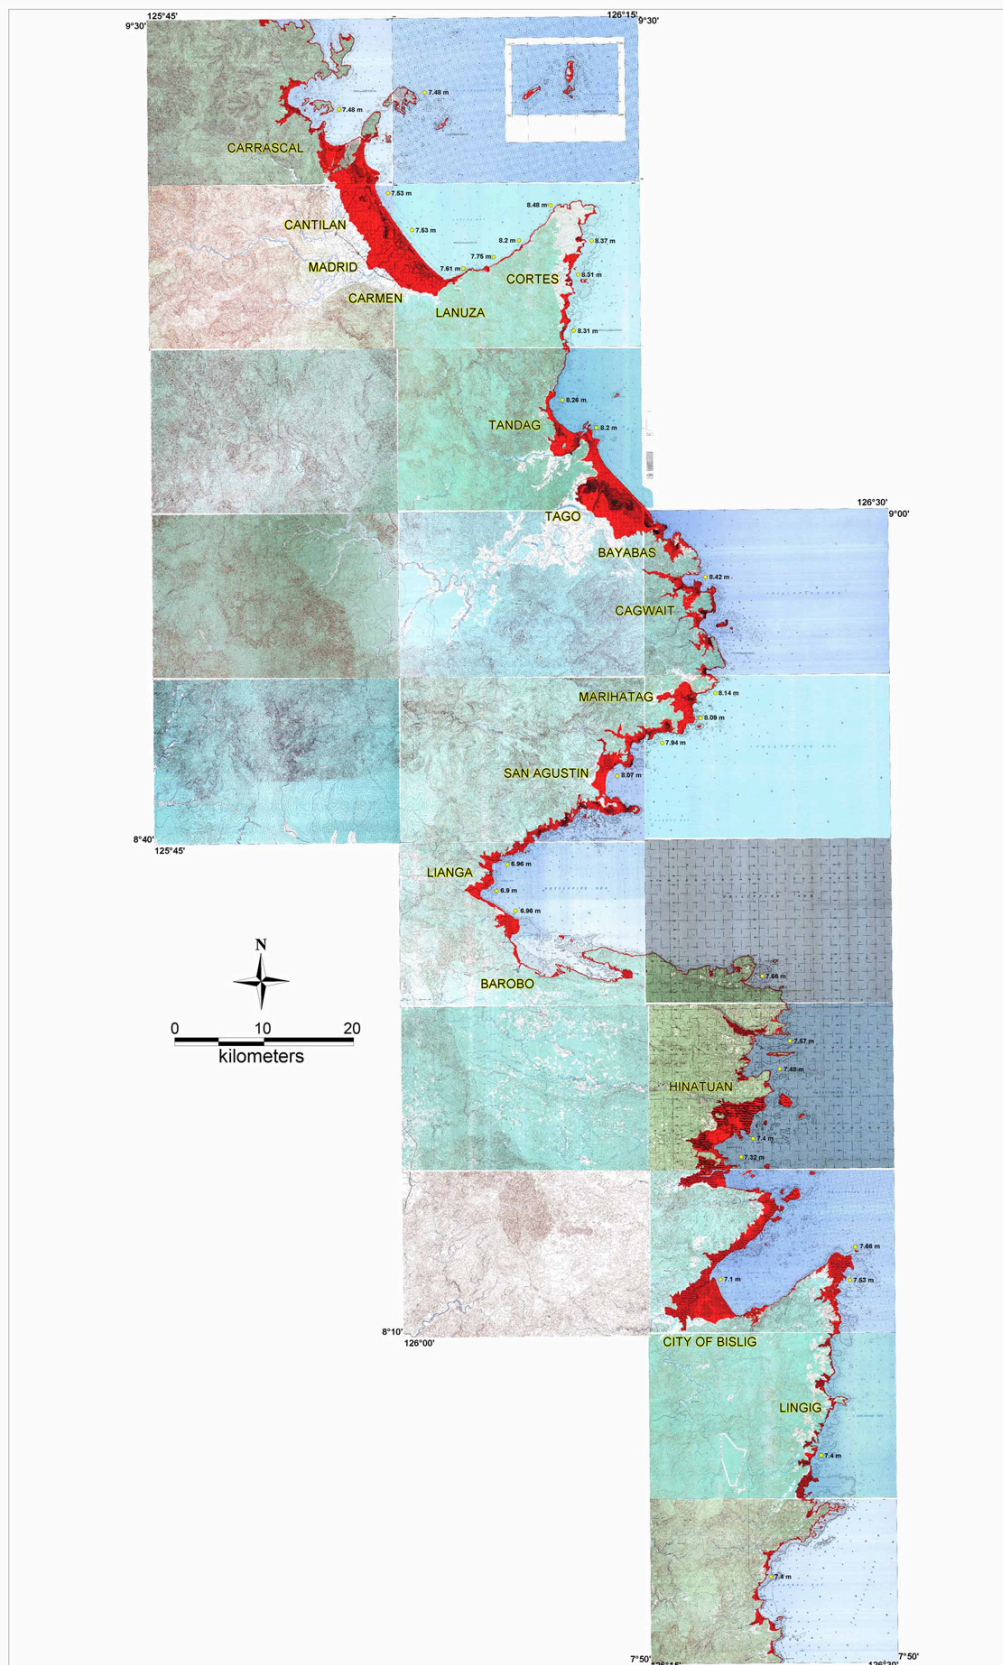 125°45'
126°15'
9°30'
9°30'
7.48 m
7.48 m
CARRASCAL
7.53 m
8.48 m
CANTILAN
7.53 m
8.2 m
8.37 m
7.75 m
MADRID
7.61 m
8.31 m
CORTES
CARMEN
LANUZA
8.31 m
8.26 m
TANDAG
8.2 m
126°30'
9°00'
TAGO
BAYABAS
8.42 m
CAGWAIT
MARIHATAG
8.14 m
8.09 m
7.94 m
SAN AGUSTIN
8.07 m
8°40'
125°45'
6.96 m
LIANGA
6.9 m
6.96 m
N
BAROBO
7.66 m
0 10 20
kilometers
7.57 m
7.48 m
HINATUAN
7.4 m
7.32 m
7.66 m
7.1 m
7.53 m
8°10'
126°00'
CITY OF BISLIG
LINGIG
7.4 m
7.4 m
7°50'
7°50'
126°15'
126°30'